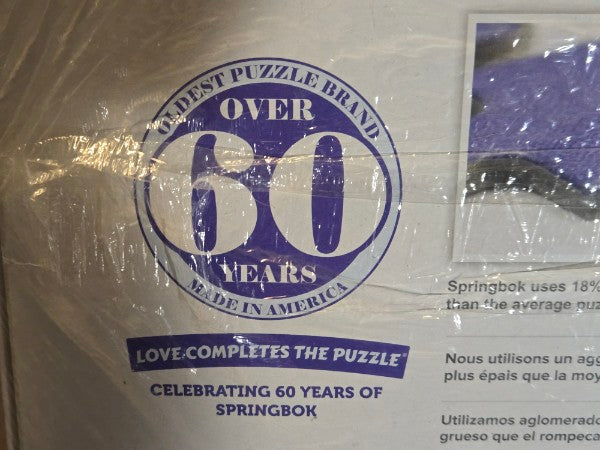 OLDEST PUZZLE BRAND
OVER
60
YEARS
MADE IN AMERICA
LOVE COMPLETES THE PUZZLE®
CELEBRATING 60 YEARS OF
SPRINGBOK
Springbok uses 18%
than the average puz
Nous utilisons un agg
plus épais que la moy
Utilizamos aglomerado
grueso que el rompeca